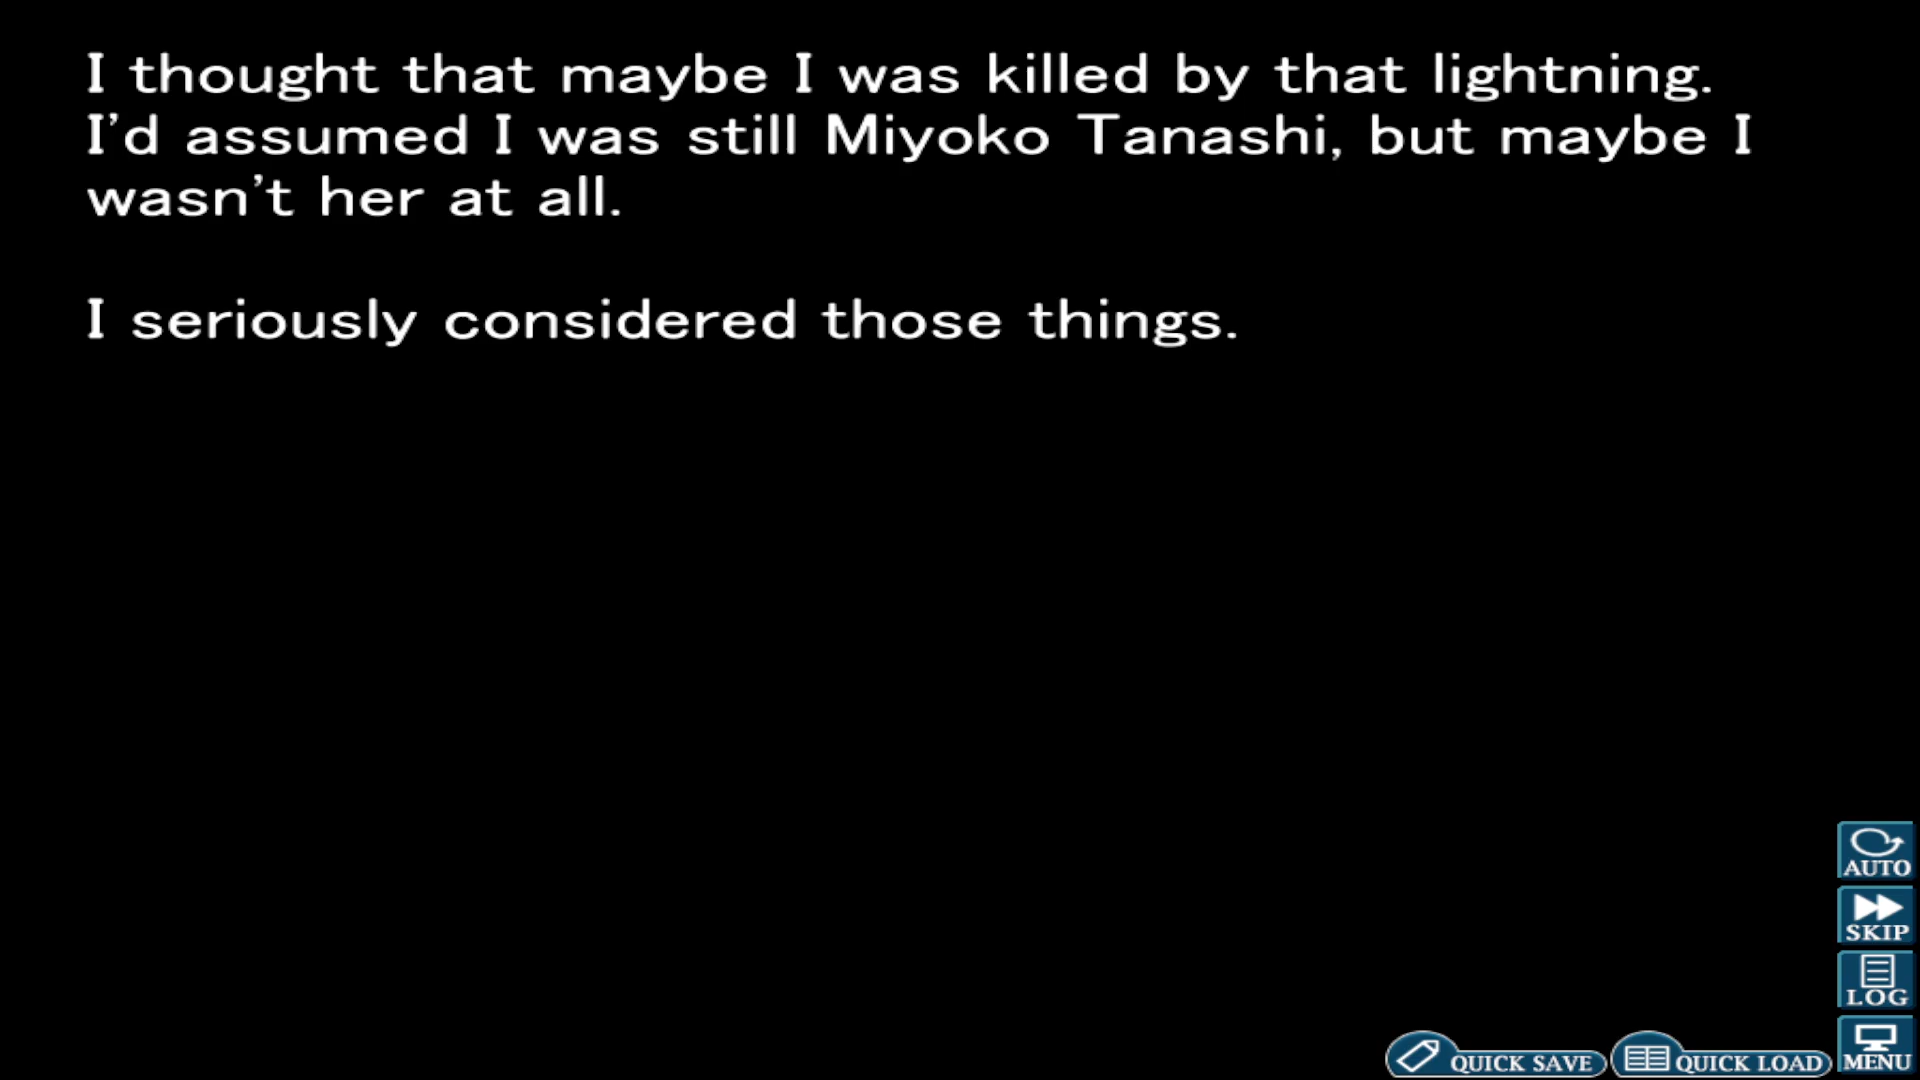 I thought that maybe I was killed by that lightning.
I'd assumed I was still Miyoko Tanashi, but maybe I
wasn't her at all.
I seriously considered those things.
AUTO
SKIP
LOG
MENU
QUICK SAVE
QUICK LOAD